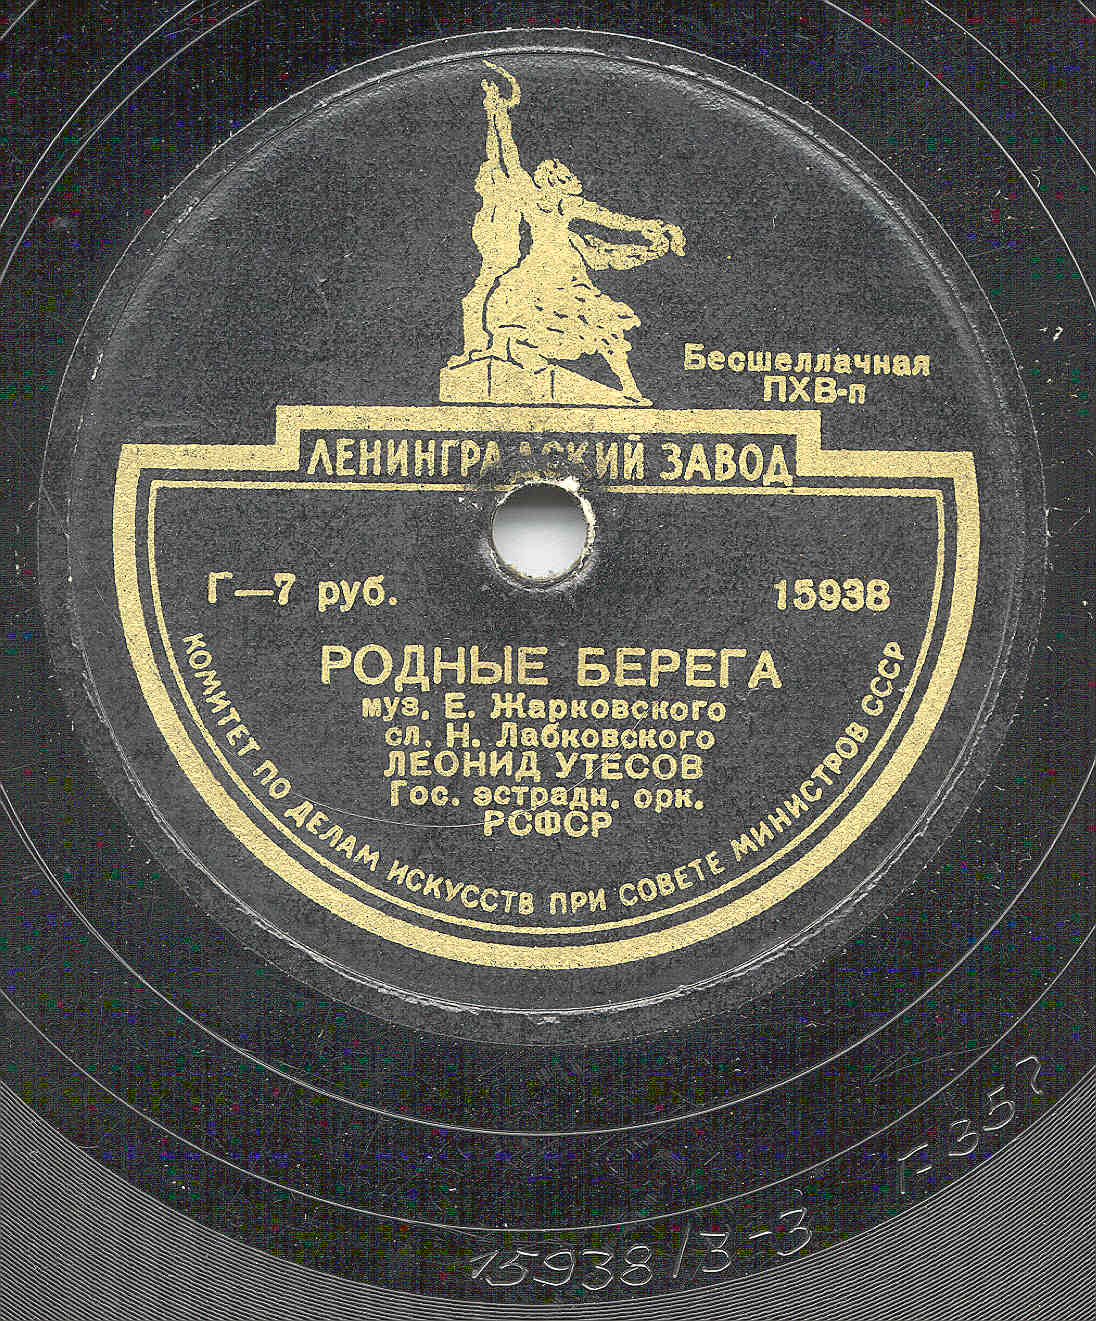 Бесшеллачная
ПХВ-п
ЛЕНИНГРАДСКИЙ ЗАВОД
Г—7 руб.
15938
РОДНЫЕ БЕРЕГА
муз. Е. Жарковского
сл. Н. Лабковского
ЛЕОНИД УТЕСОВ
Гос. эстрадн. орк.
РСФСР
КОМИТЕТ ПО ДЕЛАМ ИСКУССТВ ПРИ СОВЕТЕ МИНИСТРОВ СССР
15938/3-3